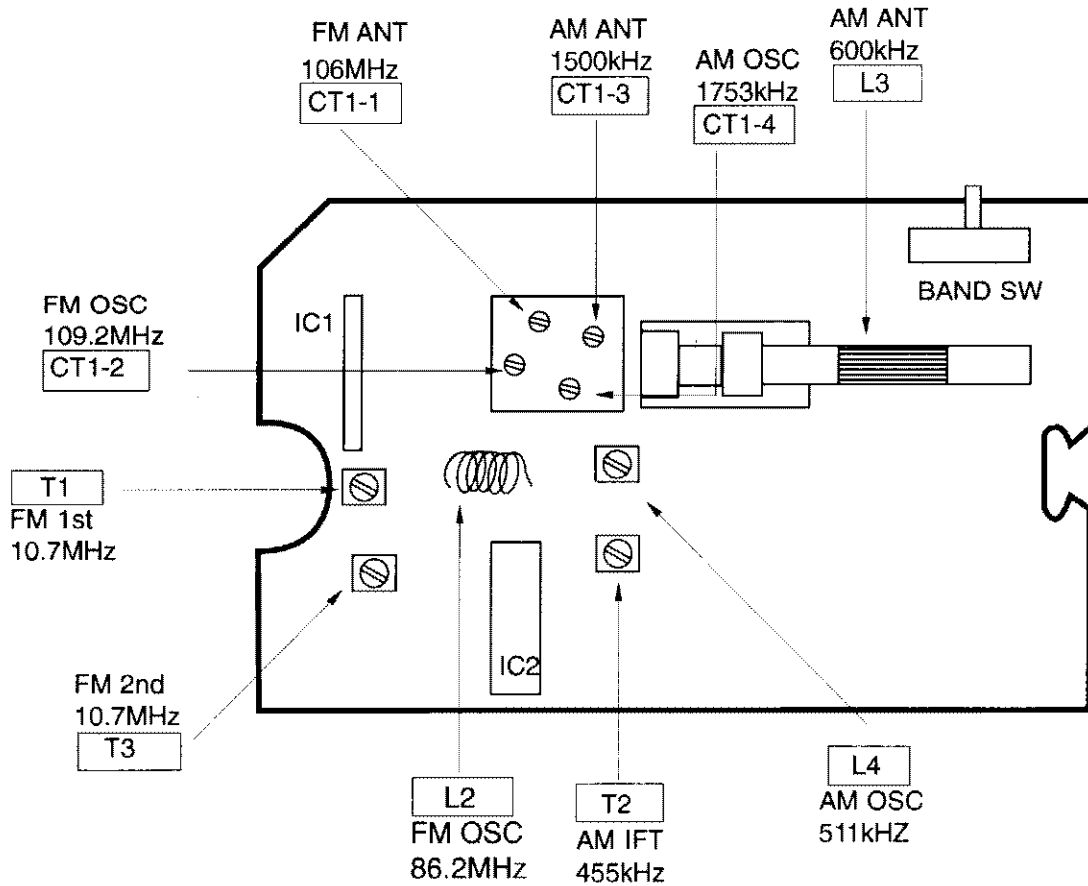 FM ANT
106MHz
CT1-1
AM ANT
1500kHz
CT1-3
AM OSC
1753kHz
CT1-4
AM ANT
600kHz
L3
BAND SW
FM OSC
109.2MHz
CT1-2
IC1
T1
FM 1st
10.7MHz
IC2
FM 2nd
10.7MHz
T3
L2
FM OSC
86.2MHz
T2
AM IFT
455kHz
L4
AM OSC
511kHZ